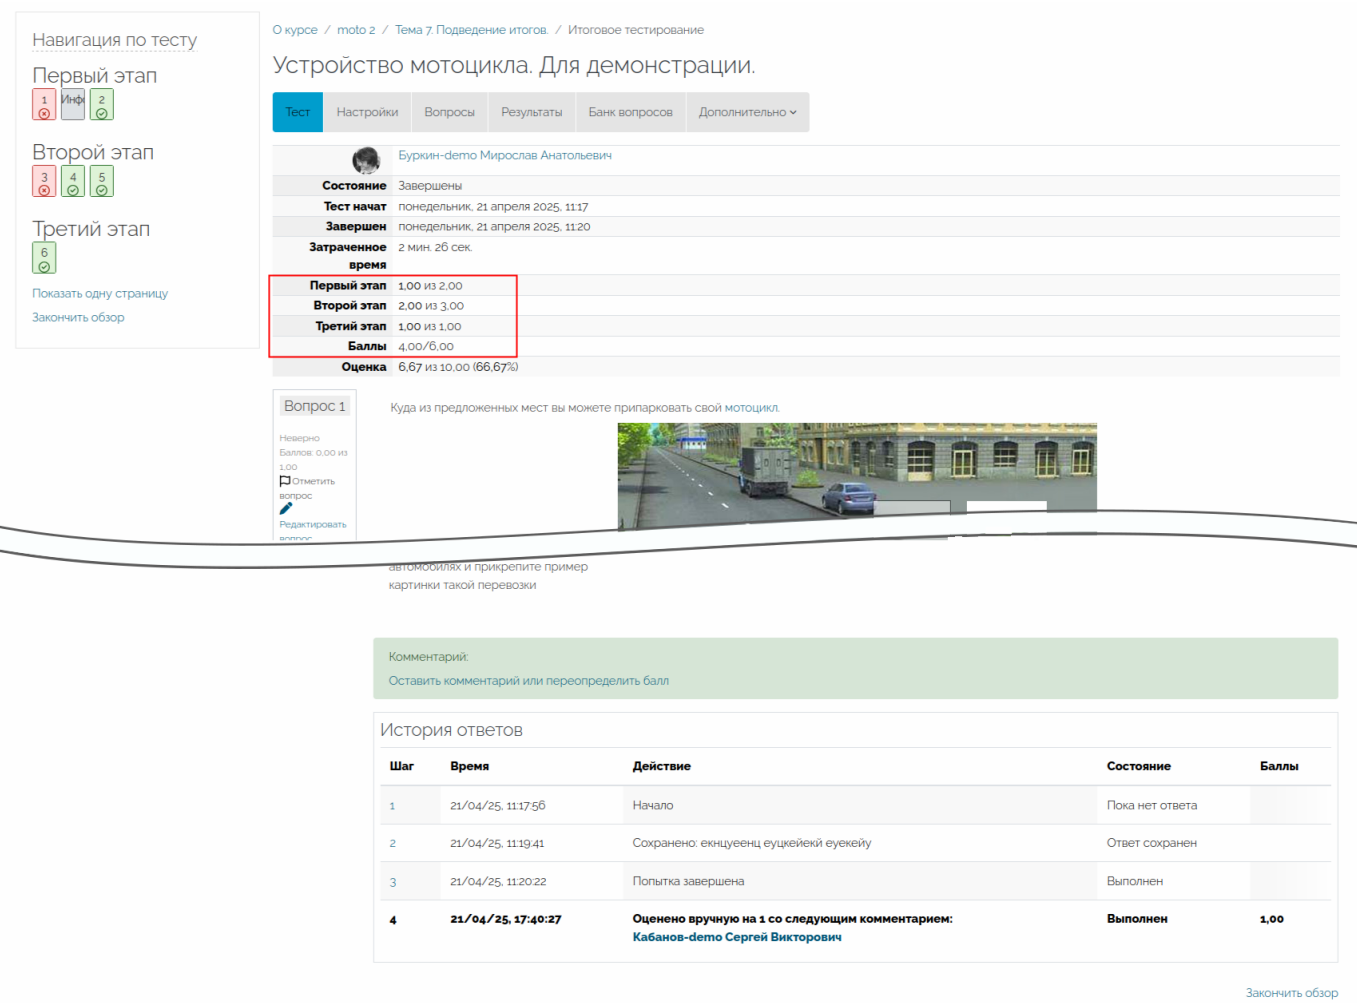 Навигация по тесту
Первый этап
1 Инфо 2
Второй этап
3 4 5
Третий этап
6
Показать одну страницу
Закончить обзор
О курсе / moto 2 / Тема 7. Подведение итогов. / Итоговое тестирование
Устройство мотоцикла. Для демонстрации.
Тест Настройки Вопросы Результаты Банк вопросов Дополнительно
Буркин-demo Мирослав Анатольевич
Состояние Завершены
Тест начат понедельник, 21 апреля 2025, 11:17
Завершен понедельник, 21 апреля 2025, 11:20
Затраченное время 2 мин. 26 сек.
Первый этап 1,00 из 2,00
Второй этап 2,00 из 3,00
Третий этап 1,00 из 1,00
Баллы 4,00/6,00
Оценка 6,67 из 10,00 (66,67%)
Вопрос 1
Неверно
Баллов: 0,00 из
1,00
Отметить
вопрос
Редактировать
вопрос
Куда из предложенных мест вы можете припарковать свой мотоцикл.
автомобилях и прикрепите пример
картинки такой перевозки
Комментарий:
Оставить комментарий или переопределить балл
История ответов
Шаг Время Действие Состояние Баллы
1 21/04/25, 11:17:56 Начало Пока нет ответа
2 21/04/25, 11:19:41 Сохранено: екнцуеенц еуцкейекй еуекейу Ответ сохранен
3 21/04/25, 11:20:22 Попытка завершена Выполнен
4 21/04/25, 17:40:27 Оценено вручную на 1 со следующим комментарием: Выполнен 1,00
Кабанов-demo Сергей Викторович
Закончить обзор